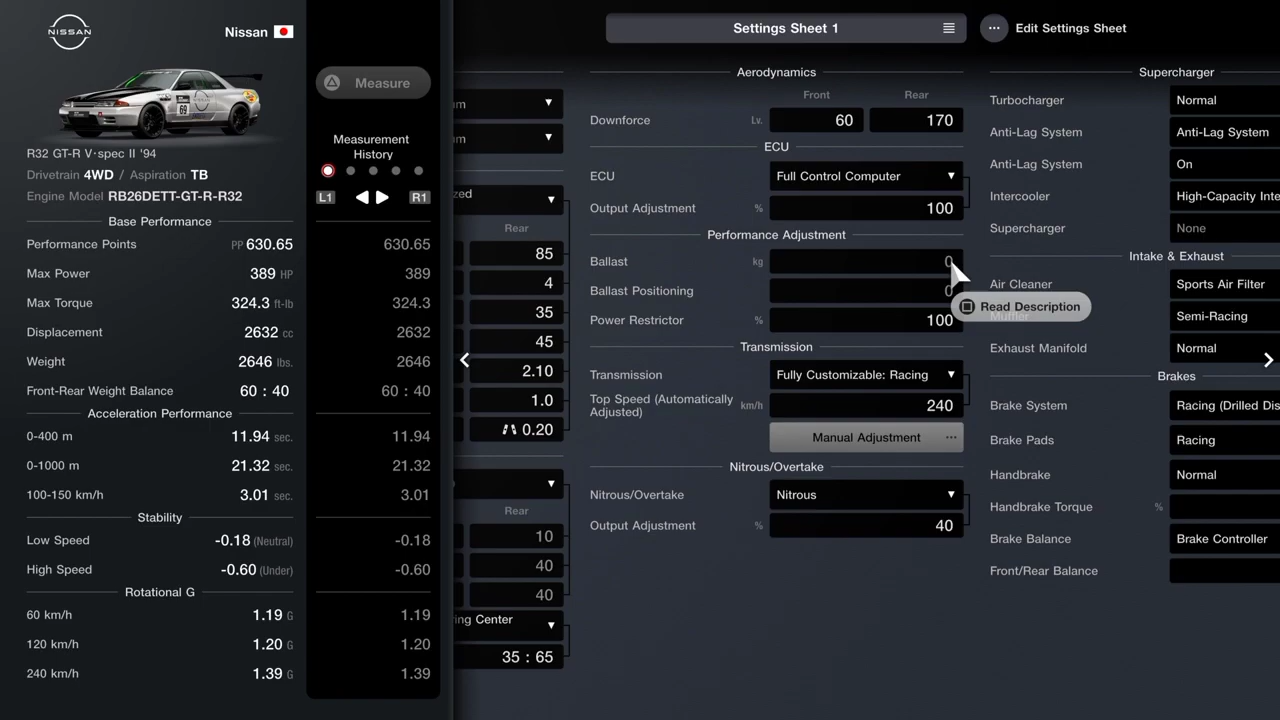 NISSAN
Nissan
R32 GT-R V·spec II '94
Drivetrain 4WD / Aspiration TB
Engine Model RB26DETT-GT-R-R32
Base Performance
Performance Points PP 630.65
Max Power 389 HP
Max Torque 324.3 ft-lb
Displacement 2632 cc
Weight 2646 lbs.
Front-Rear Weight Balance 60 : 40
Acceleration Performance
0-400 m 11.94 sec.
0-1000 m 21.32 sec.
100-150 km/h 3.01 sec.
Stability
Low Speed -0.18 (Neutral)
High Speed -0.60 (Under)
Rotational G
60 km/h 1.19 G
120 km/h 1.20 G
240 km/h 1.39 G
Measure
Measurement
History
L1 R1
630.65
389
324.3
2632
2646
60 : 40
11.94
21.32
3.01
-0.18
-0.60
1.19
1.20
1.39
Settings Sheet 1
Edit Settings Sheet
Rear
85
4
35
45
2.10
1.0
0.20
Rear
10
40
40
35 : 65
Aerodynamics
Front Rear
Downforce Lv. 60 170
ECU
ECU Full Control Computer
Output Adjustment % 100
Performance Adjustment
Ballast kg 0
Ballast Positioning 0
Power Restrictor % 100
Transmission
Transmission Fully Customizable: Racing
Top Speed (Automatically
Adjusted) km/h 240
Manual Adjustment
Nitrous/Overtake
Nitrous/Overtake Nitrous
Output Adjustment % 40
Read Description
Supercharger
Turbocharger Normal
Anti-Lag System Anti-Lag System
Anti-Lag System On
Intercooler High-Capacity Inte
Supercharger None
Intake & Exhaust
Air Cleaner Sports Air Filter
Semi-Racing
Exhaust Manifold Normal
Brakes
Brake System Racing (Drilled Dis
Brake Pads Racing
Handbrake Normal
Handbrake Torque %
Brake Balance Brake Controller
Front/Rear Balance